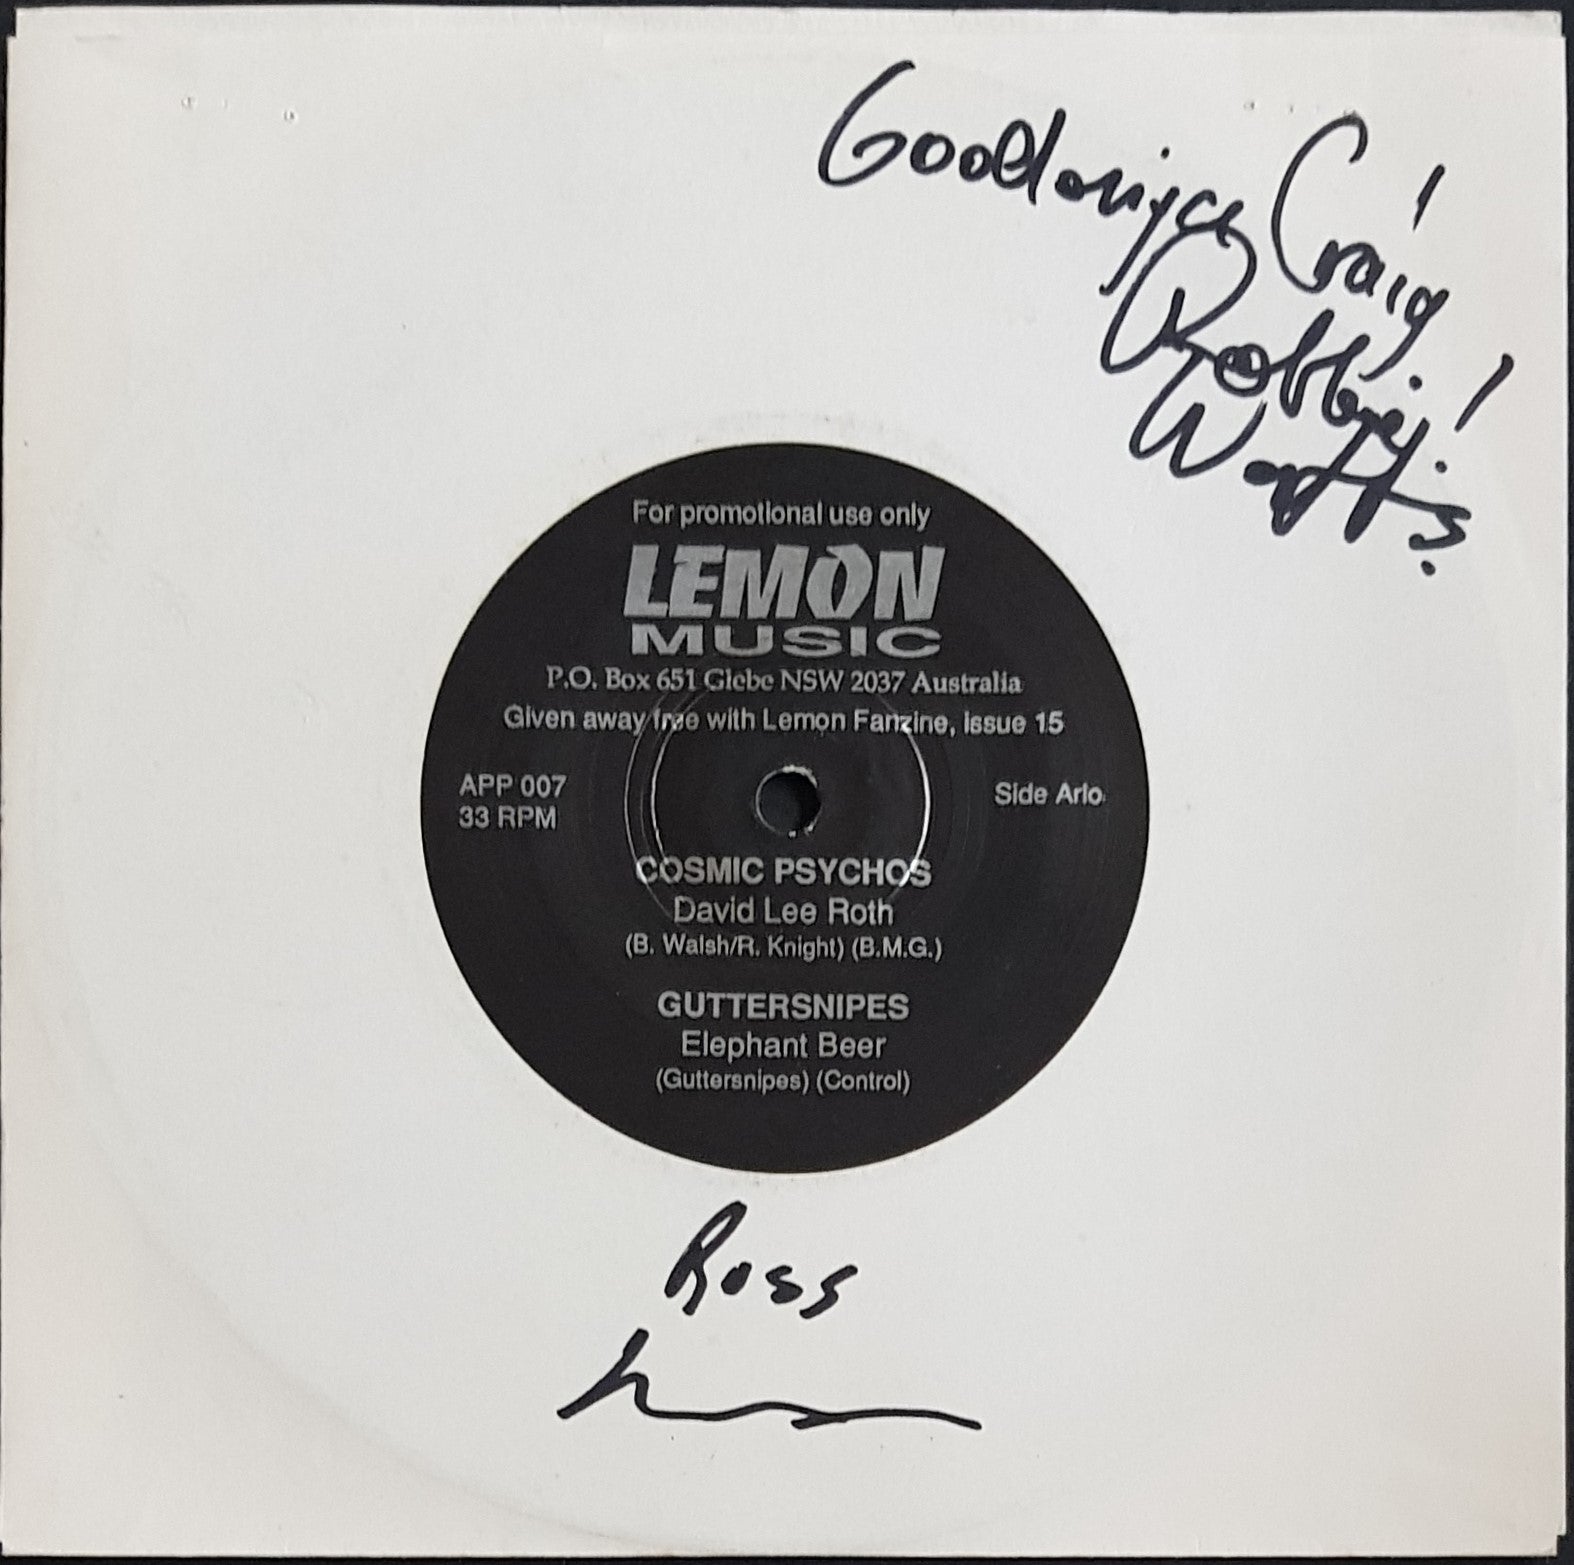 Goodonya Craig!
Robbie!
Watts.
For promotional use only
LEMON
MUSIC
P.O. Box 651 Glebe NSW 2037 Australia
Given away free with Lemon Fanzine, issue 15
APP 007
33 RPM
Side Arlo
COSMIC PSYCHOS
David Lee Roth
(B. Walsh/R. Knight) (B.M.G.)
GUTTERSNIPES
Elephant Beer
(Guttersnipes) (Control)
Ross